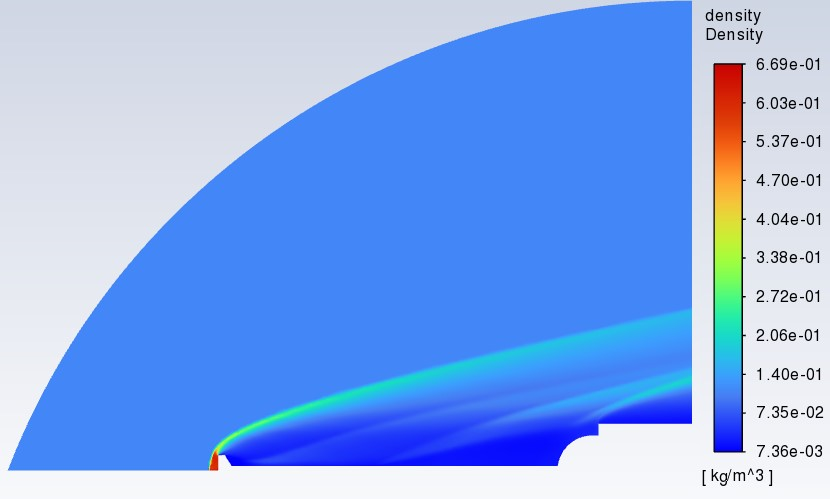 density
Density
6.69e-01
6.03e-01
5.37e-01
4.70e-01
4.04e-01
3.38e-01
2.72e-01
2.06e-01
1.40e-01
7.35e-02
7.36e-03
[ kg/m^3 ]